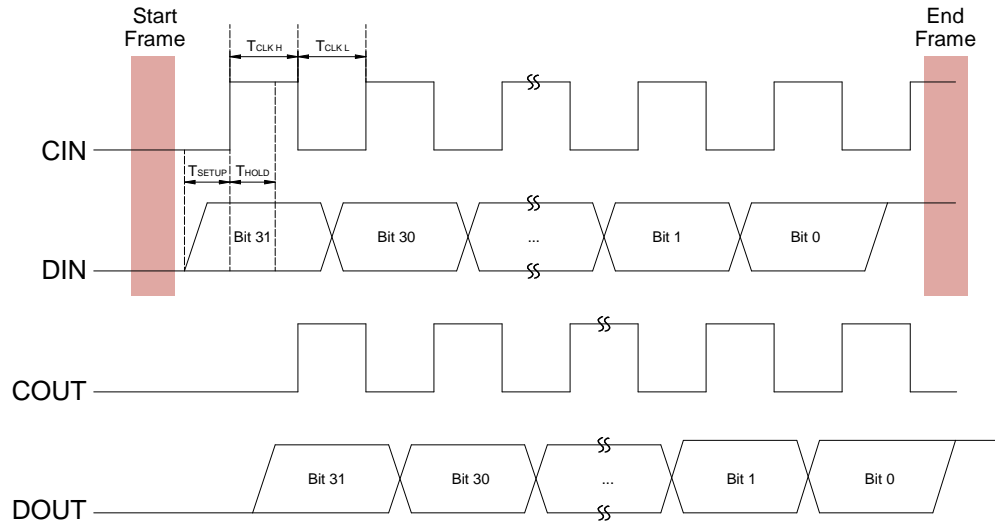 Start
Frame
End
Frame
TCLK H
TCLK L
CIN
TSETUP
THOLD
Bit 31
Bit 30
...
Bit 1
Bit 0
DIN
COUT
Bit 31
Bit 30
...
Bit 1
Bit 0
DOUT